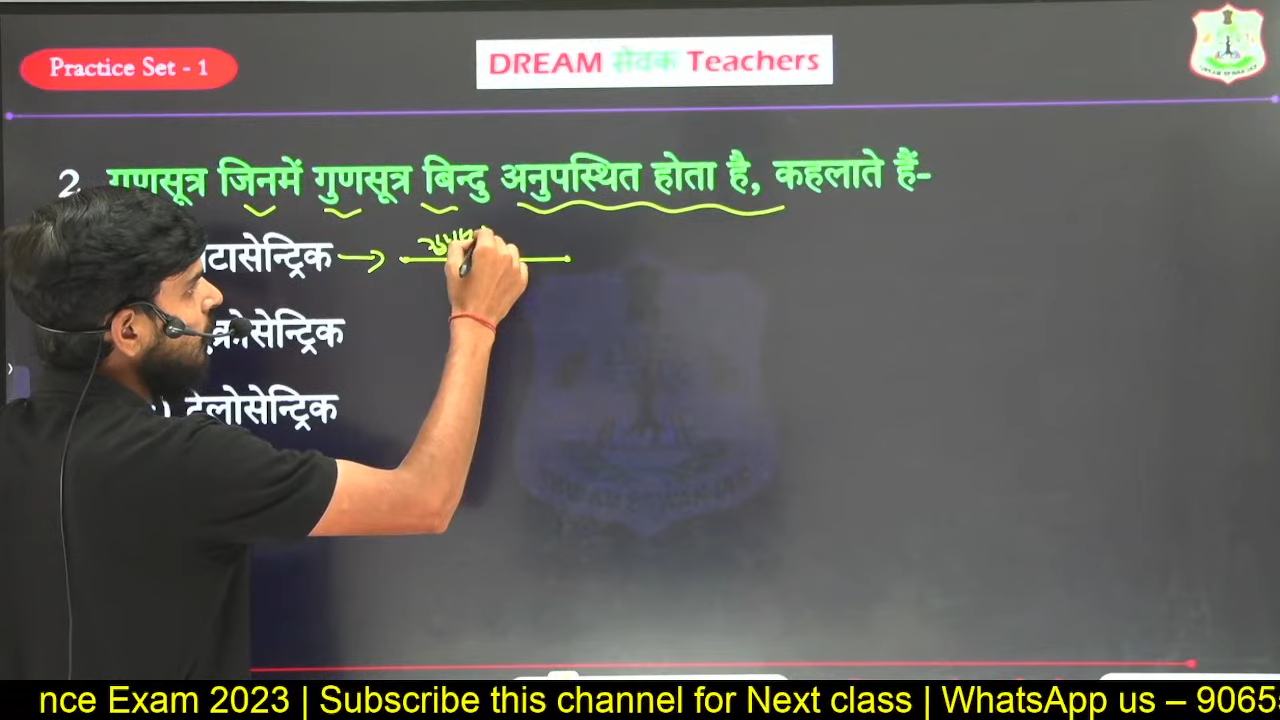 Practice Set - 1
DREAM सेवक Teachers
2. गुणसूत्र जिनमें गुणसूत्र बिन्दु अनुपस्थित होता है, कहलाते हैं-
टासेन्ट्रिक
क्रोसेन्ट्रिक
टेलोसेन्ट्रिक
nce Exam 2023 | Subscribe this channel for Next class | WhatsApp us – 9065